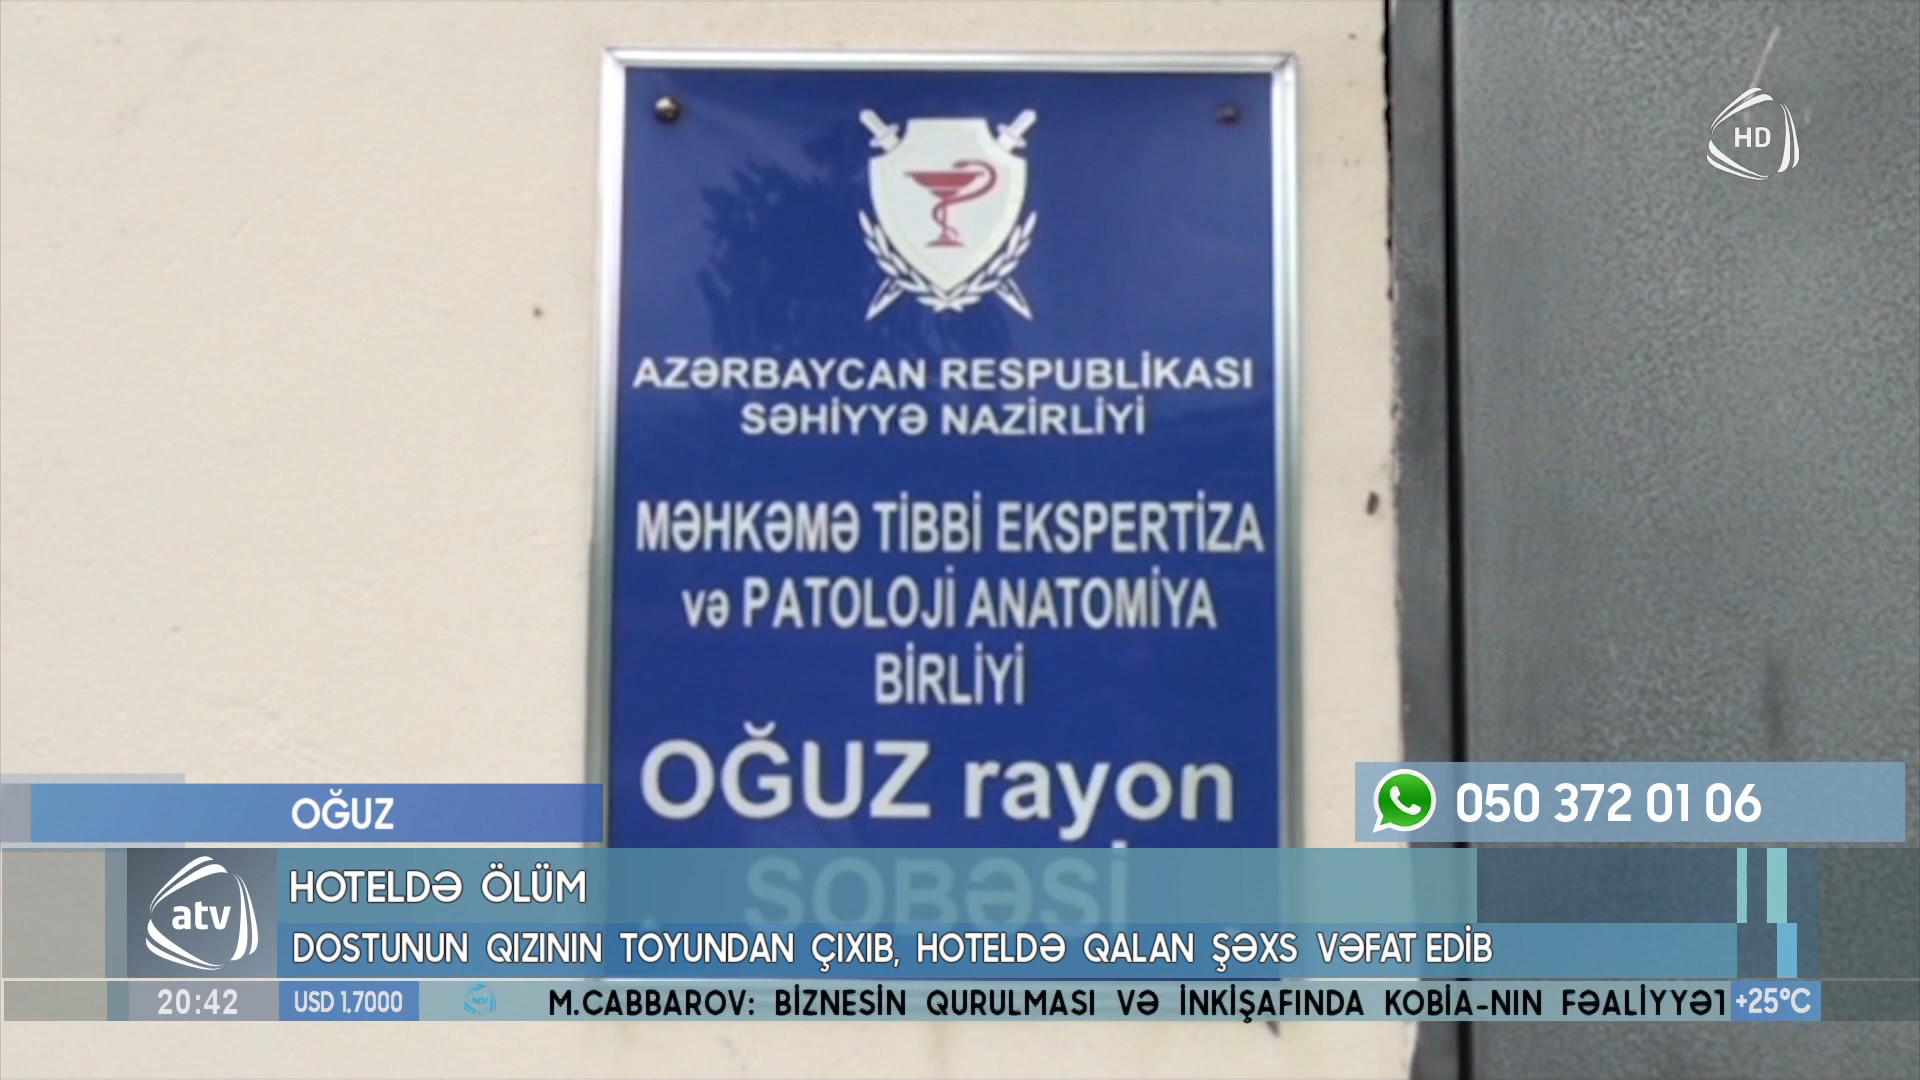 HD
AZƏRBAYCAN RESPUBLİKASI
SƏHİYYƏ NAZİRLİYİ
MƏHKƏMƏ TİBBİ EKSPERTİZA
və PATOLOJİ ANATOMİYA
BİRLİYİ
OĞUZ rayon
ŞOBƏSİ
OĞUZ
050 372 01 06
atv
HOTELDƏ ÖLÜM
DOSTUNUN QIZININ TOYUNDAN ÇIXIB, HOTELDƏ QALAN ŞƏXS VƏFAT EDİB
20:42
USD 1,7000
M.CABBAROV: BİZNESİN QURULMASI VƏ İNKİŞAFINDA KOBİA-NIN FƏALİYYƏT
+25°C